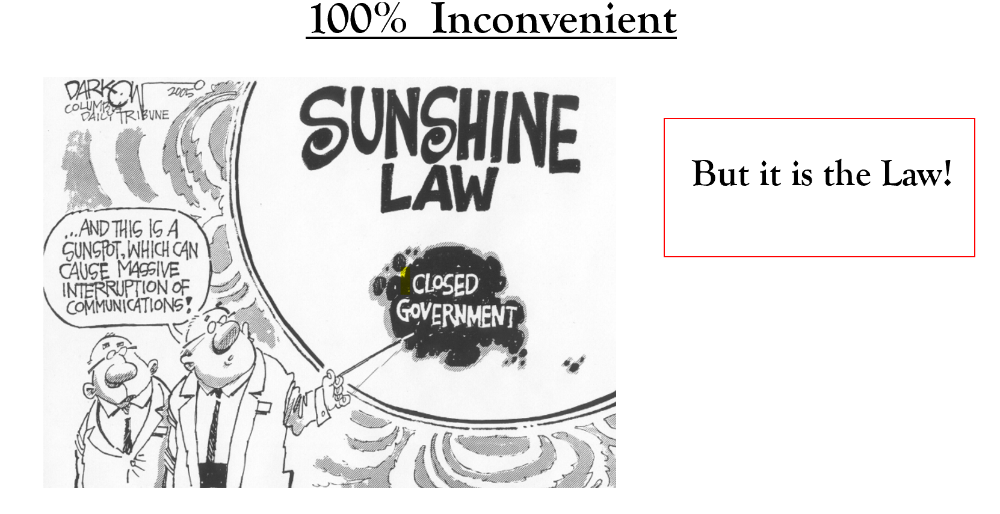 100% Inconvenient
DARKOW
2005
COLUMBIA
DAILY TRIBUNE
SUNSHINE
LAW
...AND THIS IS A
SUNSPOT, WHICH CAN
CAUSE MASSIVE
INTERRUPTION OF
COMMUNICATIONS!
CLOSED
GOVERNMENT
But it is the Law!